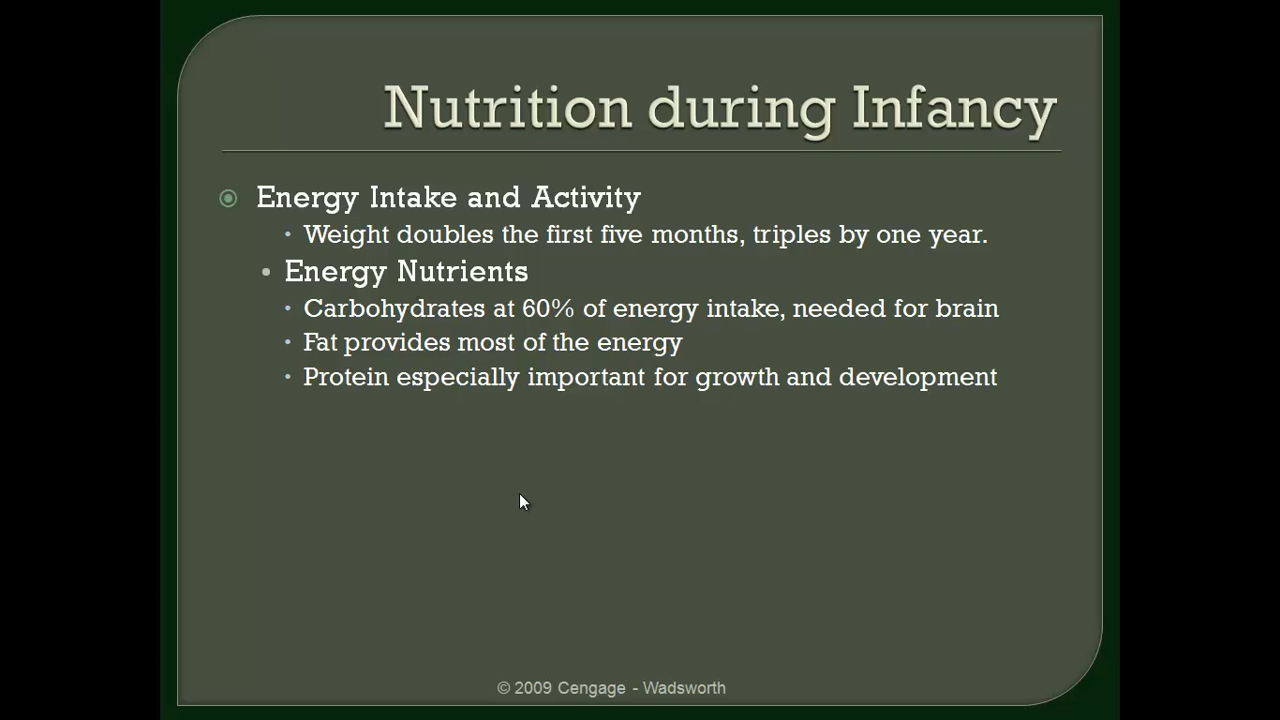 Nutrition during Infancy
Energy Intake and Activity
• Weight doubles the first five months, triples by one year.
• Energy Nutrients
• Carbohydrates at 60% of energy intake, needed for brain
• Fat provides most of the energy
• Protein especially important for growth and development
© 2009 Cengage - Wadsworth